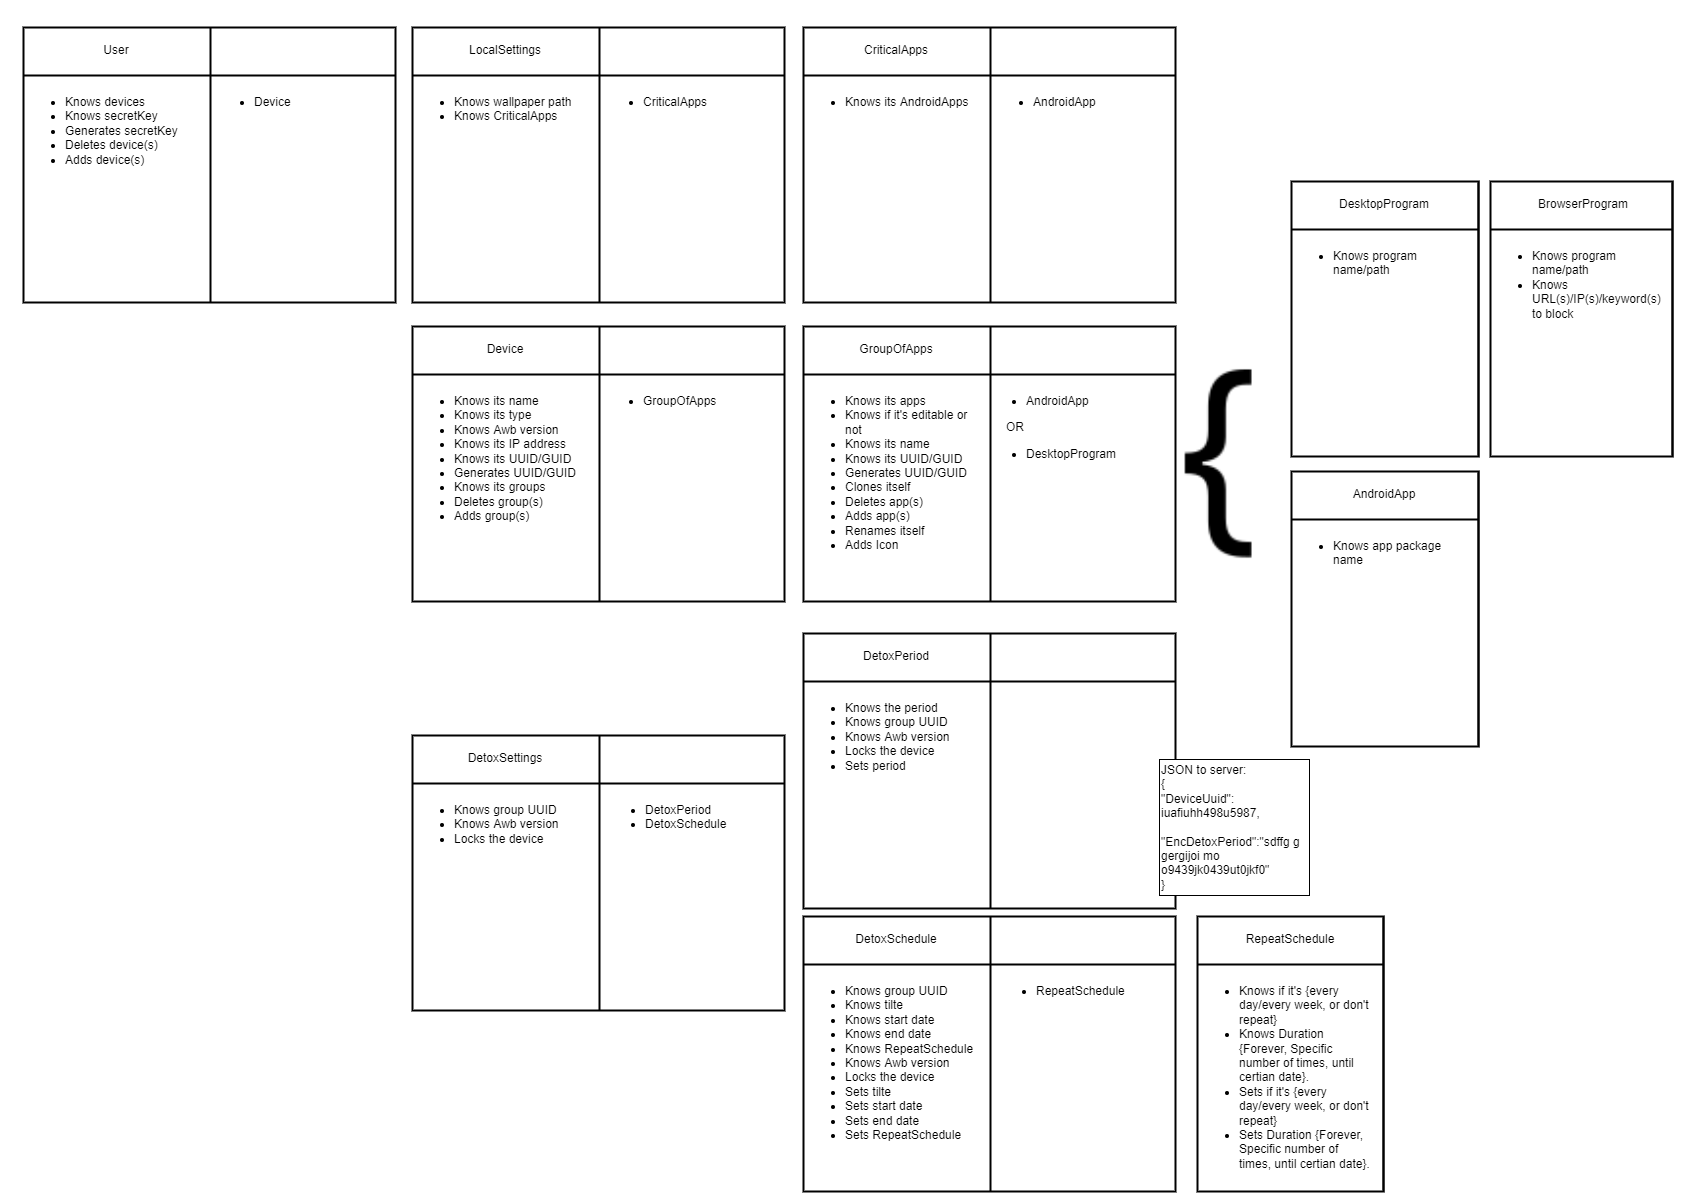 User
Knows devices
Knows secretKey
Generates secretKey
Deletes device(s)
Adds device(s)
Device
LocalSettings
Knows wallpaper path
Knows CriticalApps
CriticalApps
CriticalApps
Knows its AndroidApps
AndroidApp
DesktopProgram
Knows program
name/path
BrowserProgram
Knows program
name/path
Knows
URL(s)/IP(s)/keyword(s)
to block
Device
Knows its name
Knows its type
Knows Awb version
Knows its IP address
Knows its UUID/GUID
Generates UUID/GUID
Knows its groups
Deletes group(s)
Adds group(s)
GroupOfApps
GroupOfApps
Knows its apps
Knows if it's editable or
not
Knows its name
Knows its UUID/GUID
Generates UUID/GUID
Clones itself
Deletes app(s)
Adds app(s)
Renames itself
Adds Icon
AndroidApp
OR
DesktopProgram
{
AndroidApp
Knows app package
name
DetoxPeriod
Knows the period
Knows group UUID
Knows Awb version
Locks the device
Sets period
DetoxSettings
Knows group UUID
Knows Awb version
Locks the device
DetoxPeriod
DetoxSchedule
JSON to server:
{
"DeviceUuid":
iuafiuhh498u5987,
"EncDetoxPeriod":"sdffg g
gergijoi mo
o9439jk0439ut0jkf0"
}
DetoxSchedule
Knows group UUID
Knows tilte
Knows start date
Knows end date
Knows RepeatSchedule
Knows Awb version
Locks the device
Sets tilte
Sets start date
Sets end date
Sets RepeatSchedule
RepeatSchedule
RepeatSchedule
Knows if it's {every
day/every week, or don't
repeat}
Knows Duration
{Forever, Specific
number of times, until
certian date}.
Sets if it's {every
day/every week, or don't
repeat}
Sets Duration {Forever,
Specific number of
times, until certian date}.